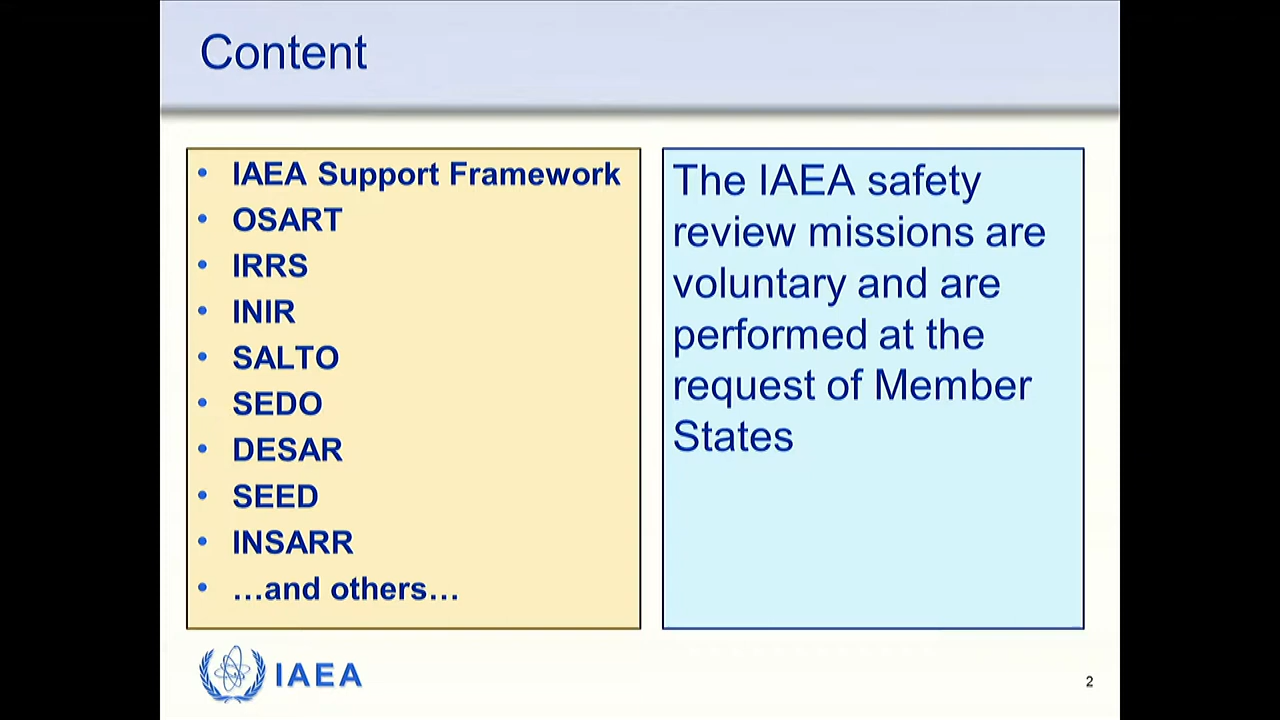 Content
• IAEA Support Framework
• OSART
• IRRS
• INIR
• SALTO
• SEDO
• DESAR
• SEED
• INSARR
• …and others…
The IAEA safety
review missions are
voluntary and are
performed at the
request of Member
States
IAEA
2